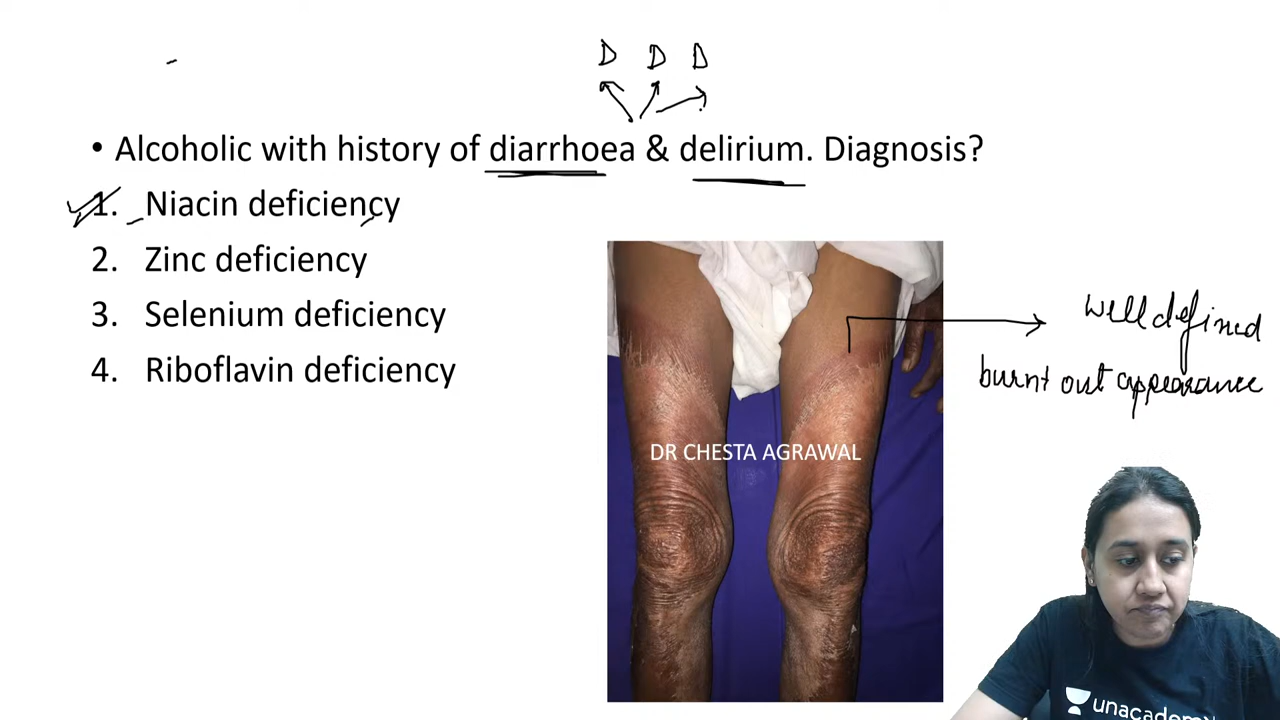 D D D
• Alcoholic with history of diarrhoea & delirium. Diagnosis?
1. Niacin deficiency
2. Zinc deficiency
3. Selenium deficiency
4. Riboflavin deficiency
well defined
burnt out appearance
DR CHESTA AGRAWAL
unacademy